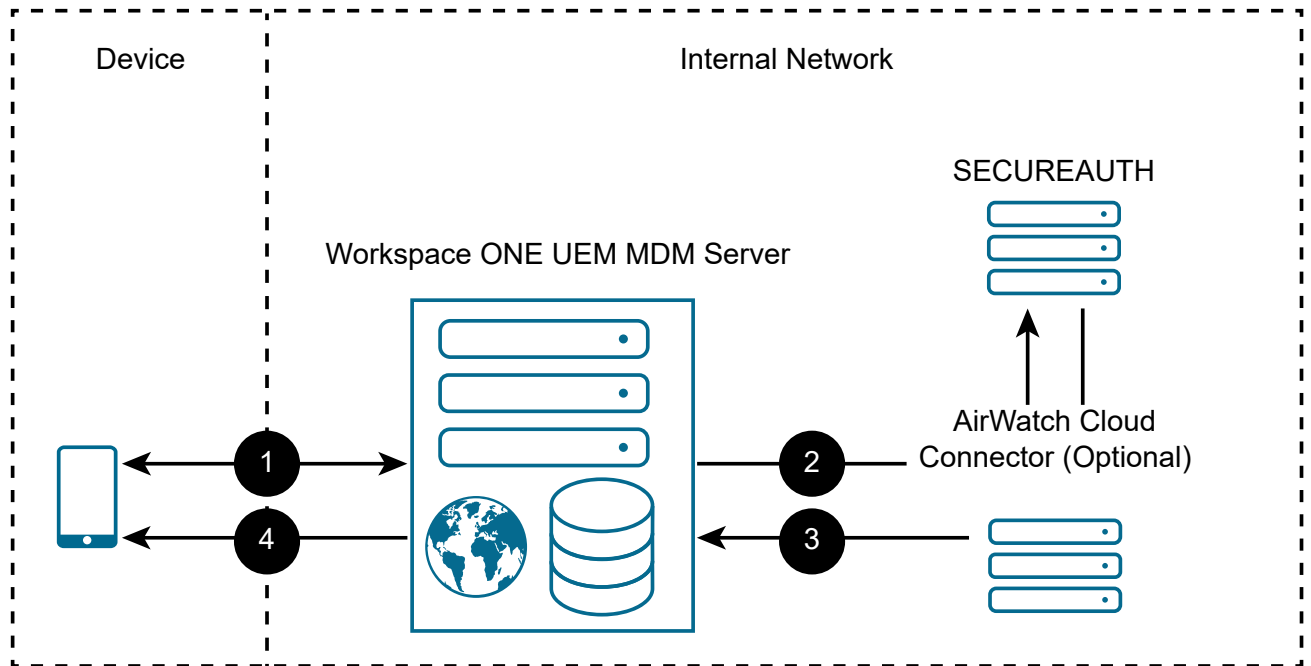 Device
Internal Network
SECUREAUTH
Workspace ONE UEM MDM Server
AirWatch Cloud
Connector (Optional)
1
2
4
3